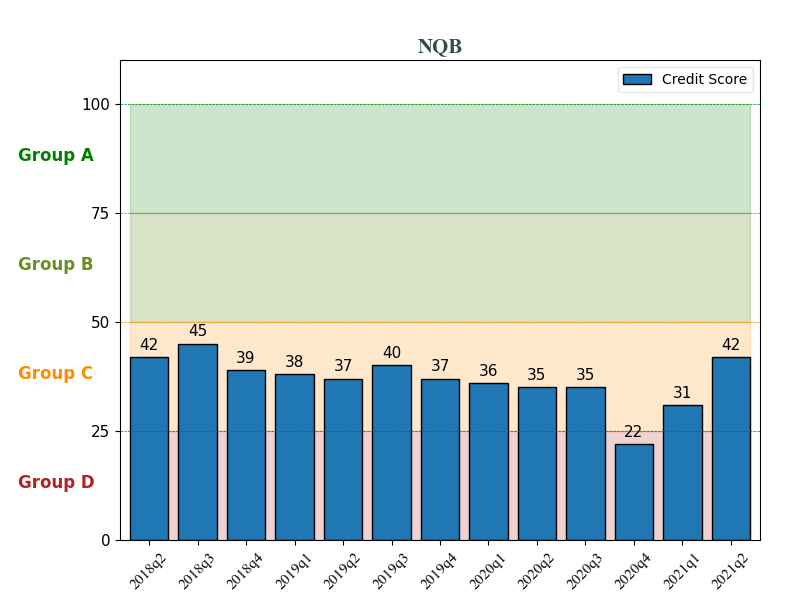 NQB
Credit Score
100
Group A
75
Group B
50
Group C
25
Group D
0
42
45
39
38
37
40
37
36
35
35
22
31
42
2018q2
2018q3
2018q4
2019q1
2019q2
2019q3
2019q4
2020q1
2020q2
2020q3
2020q4
2021q1
2021q2